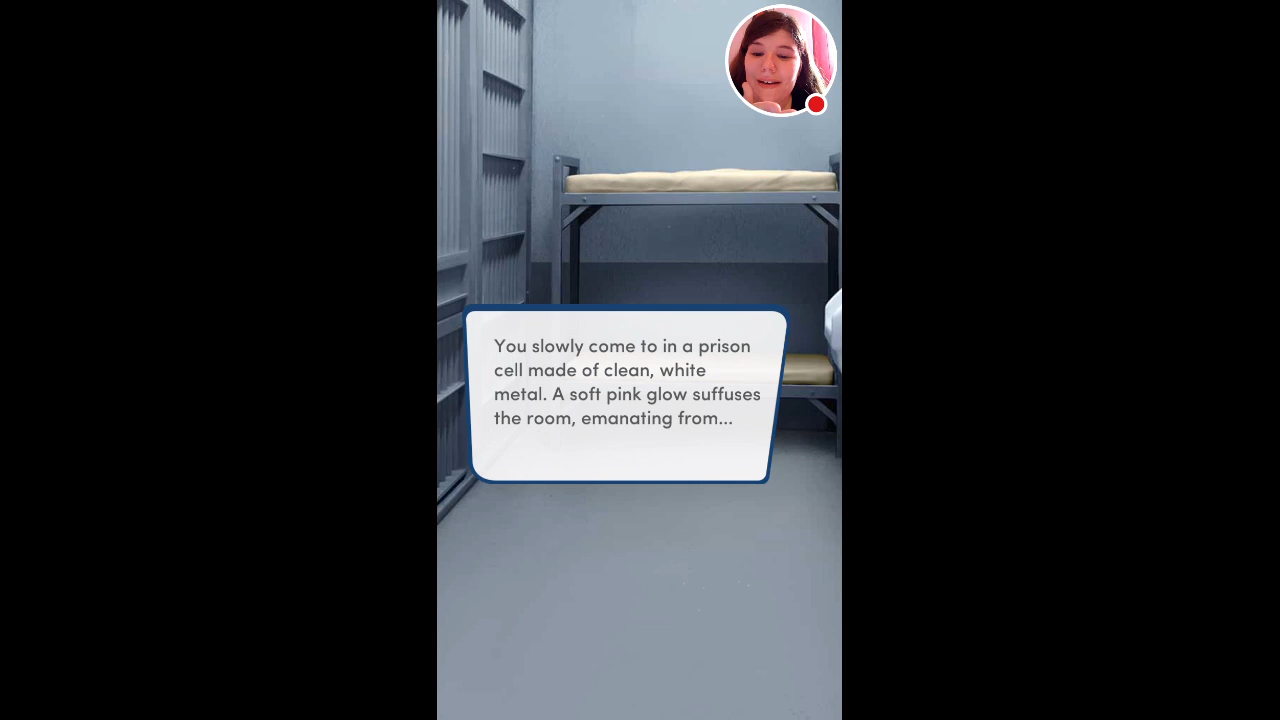 You slowly come to in a prison
cell made of clean, white
metal. A soft pink glow suffuses
the room, emanating from...